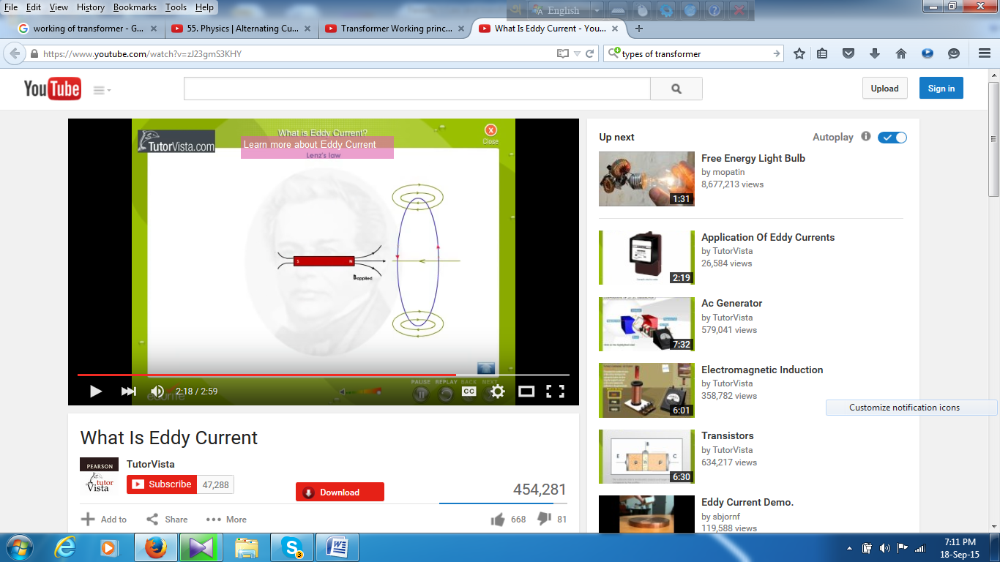 File Edit View History Bookmarks Tools Help
English
working of transformer - G...
55. Physics | Alternating Cu...
Transformer Working princ...
What Is Eddy Current - You...
https://www.youtube.com/watch?v=zJ23gmS3KHY
types of transformer
YouTube
Upload
Sign in
TutorVista.com
What is Eddy Current?
Close
Learn more about Eddy Current
Lenz's law
S N
B applied
PAUSE REPLAY BACK NEXT
2:18 / 2:59
CC
Up next
Autoplay
Free Energy Light Bulb
by mopatin
8,677,213 views
1:31
Application Of Eddy Currents
by TutorVista
26,584 views
2:19
Ac Generator
by TutorVista
579,041 views
7:32
Electromagnetic Induction
by TutorVista
358,782 views
6:01
Customize notification icons
Transistors
by TutorVista
634,217 views
E B C
P n P
6:30
Eddy Current Demo.
by sbjornf
119,588 views
What Is Eddy Current
PEARSON
tutor
Vista
TutorVista
Subscribe 47,288
Download
454,281
Add to
Share
More
668
81
3
7:11 PM
18-Sep-15